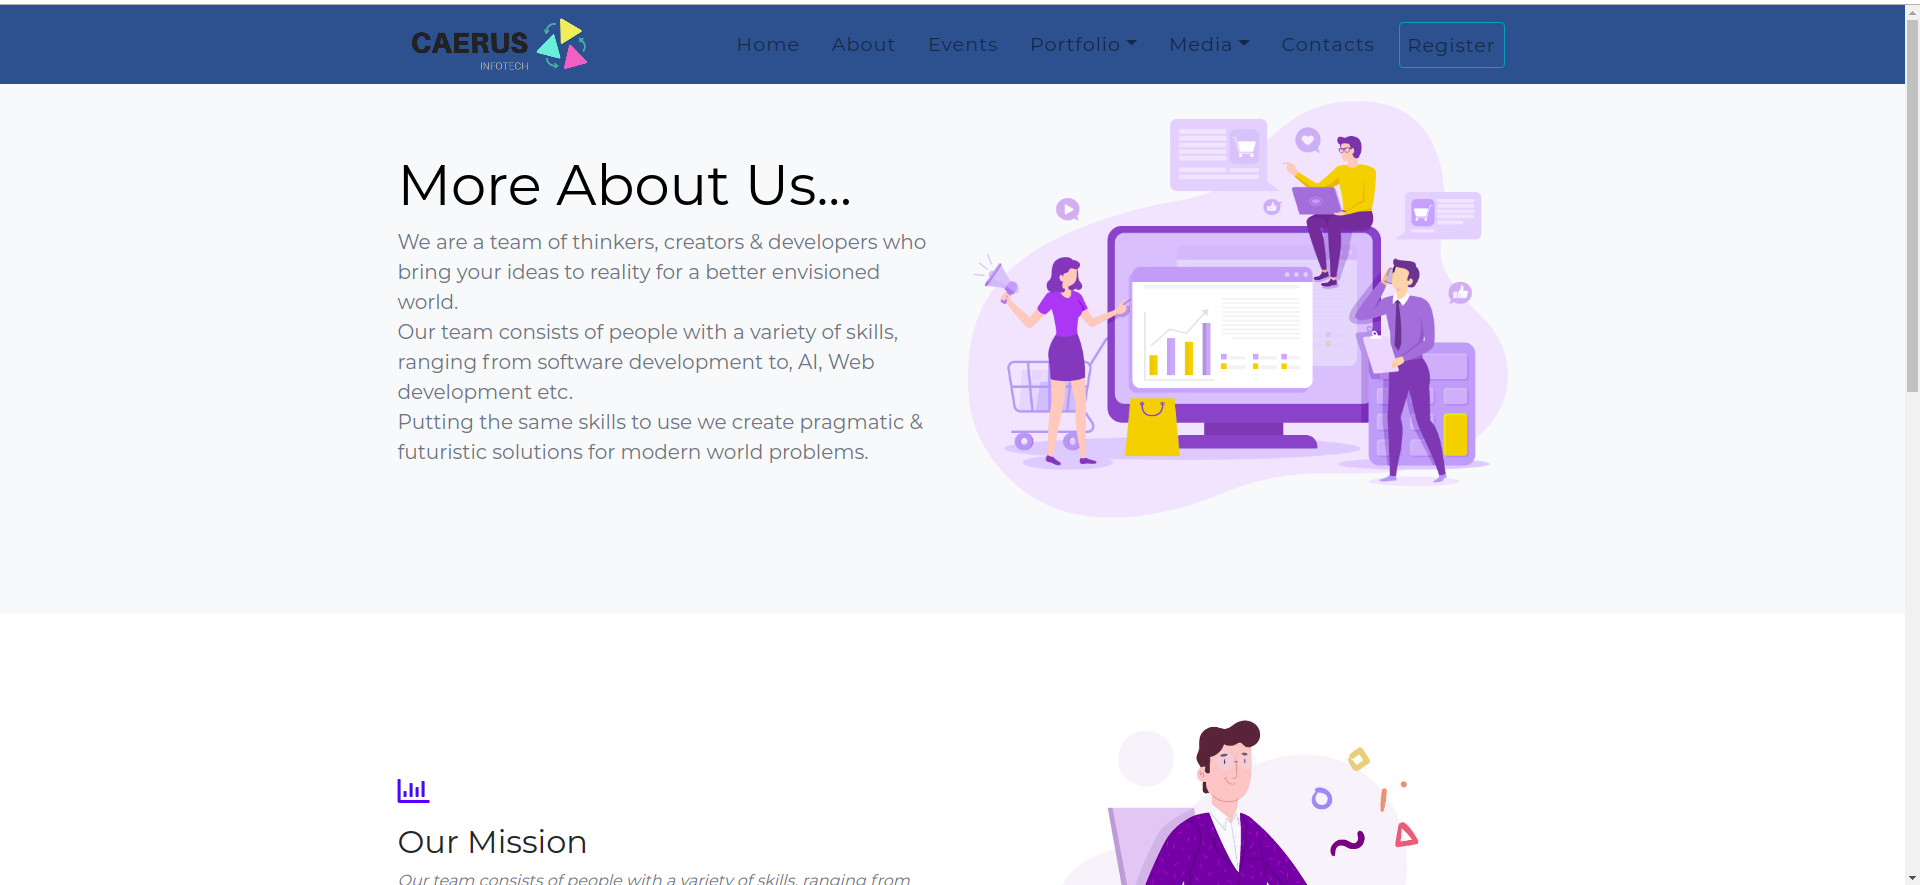 CAERUS
INFOTECH
Home About Events Portfolio Media Contacts Register
More About Us...
We are a team of thinkers, creators & developers who
bring your ideas to reality for a better envisioned
world.
Our team consists of people with a variety of skills,
ranging from software development to, AI, Web
development etc.
Putting the same skills to use we create pragmatic &
futuristic solutions for modern world problems.
Our Mission
Our team consists of people with a variety of skills, ranging from